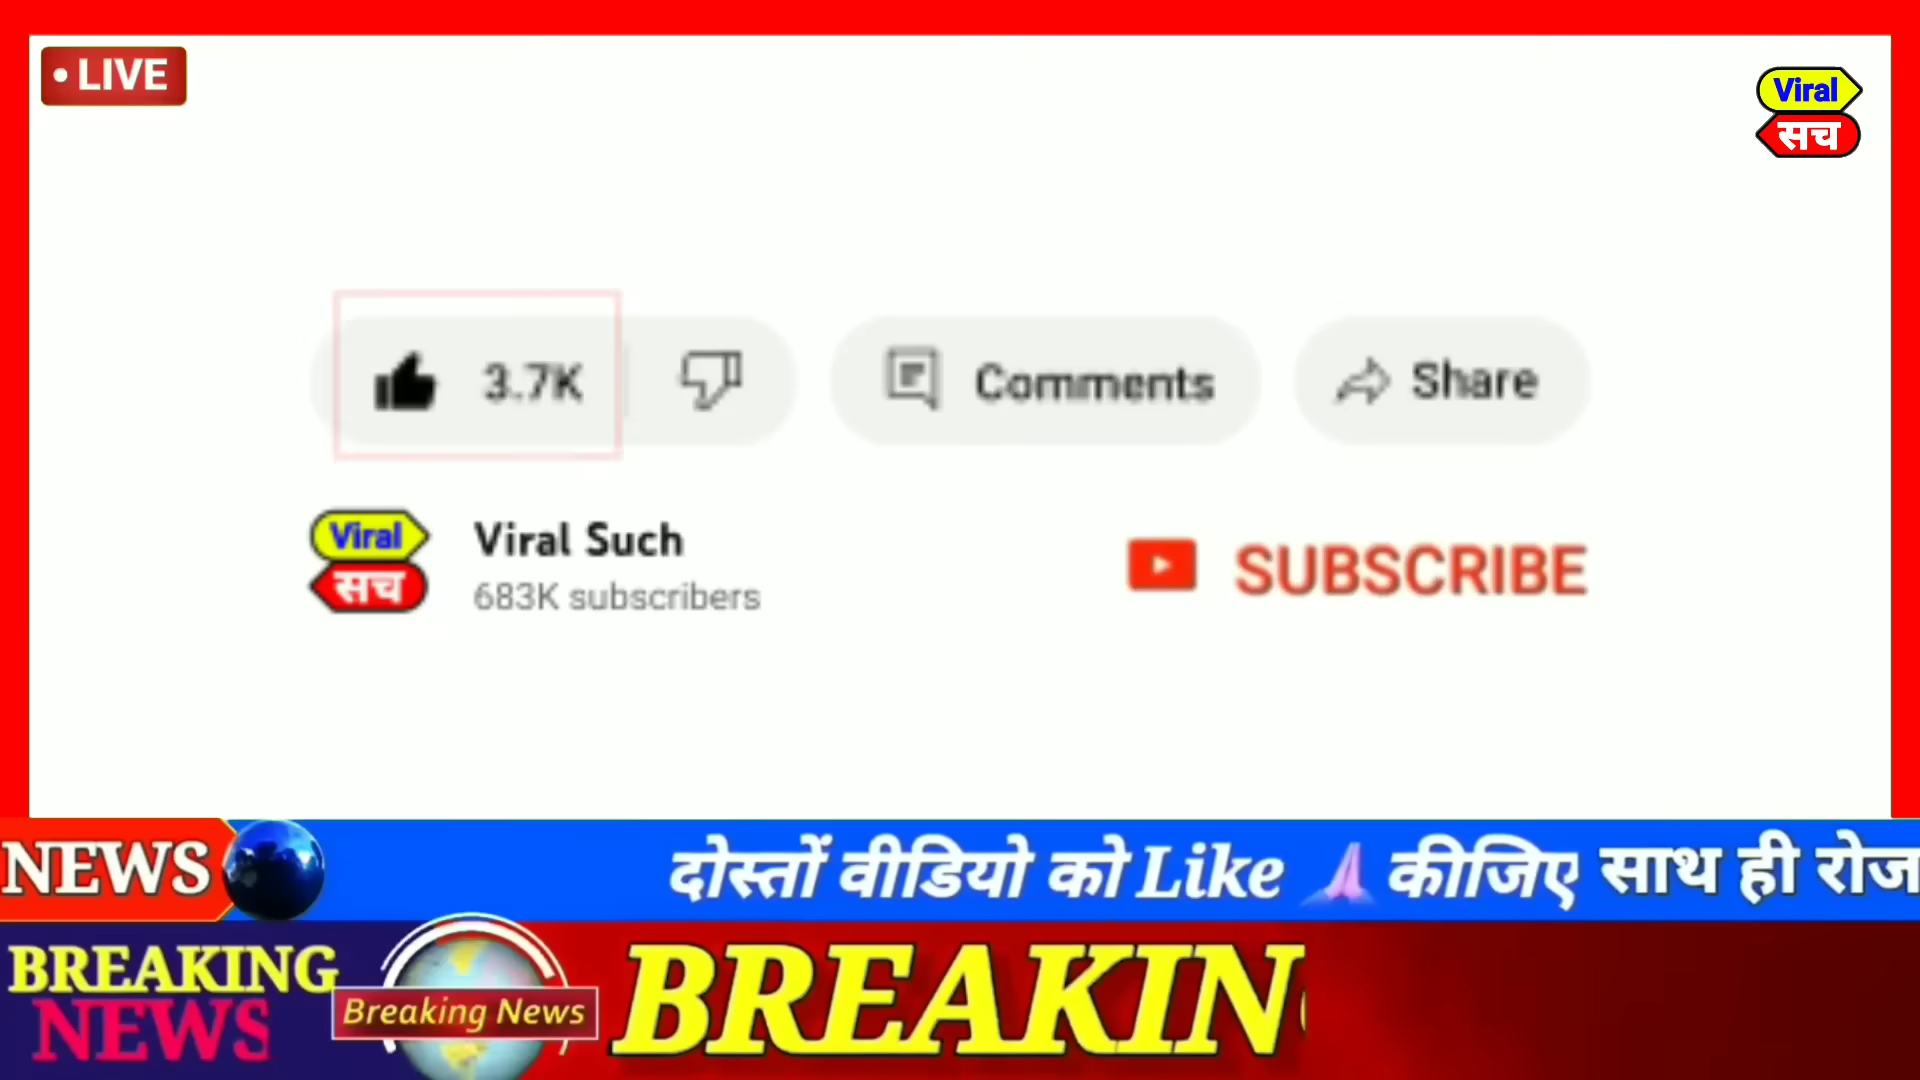 • LIVE
Viral
सच
3.7K
Comments
Share
Viral
सच
Viral Such
683K subscribers
SUBSCRIBE
NEWS
दोस्तों वीडियो को Like 🙏 कीजिए साथ ही रोज
BREAKING
NEWS
Breaking News
BREAKIN